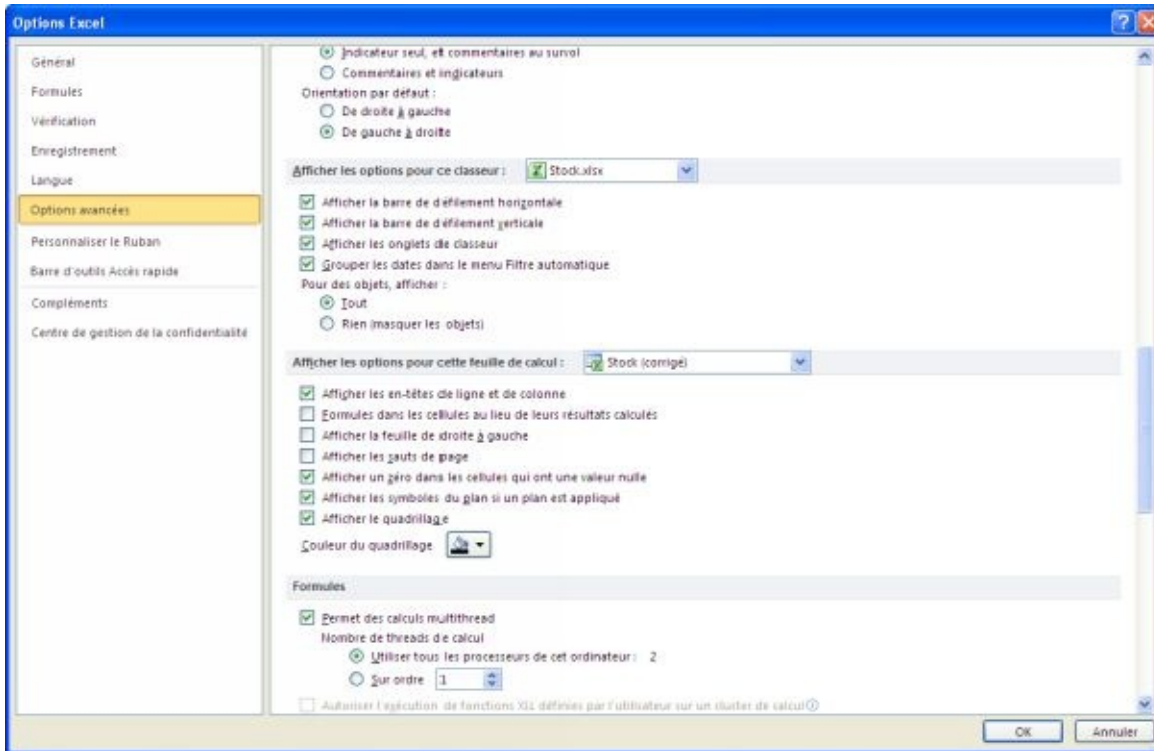 Options Excel
Général
Formules
Vérification
Enregistrement
Langue
Options avancées
Personnaliser le Ruban
Barre d'outils Accès rapide
Compléments
Centre de gestion de la confidentialité
Indicateur seul, et commentaires au survol
Commentaires et indicateurs
Orientation par défaut :
De droite à gauche
De gauche à droite
Afficher les options pour ce classeur : Stock.xlsx
Afficher la barre de défilement horizontale
Afficher la barre de défilement verticale
Afficher les onglets de classeur
Grouper les dates dans le menu Filtre automatique
Pour des objets, afficher :
Tout
Rien (masquer les objets)
Afficher les options pour cette feuille de calcul : Stock (corrigé)
Afficher les en-têtes de ligne et de colonne
Formules dans les cellules au lieu de leurs résultats calculés
Afficher la feuille de droite à gauche
Afficher les sauts de page
Afficher un zéro dans les cellules qui ont une valeur nulle
Afficher les symboles du plan si un plan est appliqué
Afficher le quadrillage
Couleur du quadrillage
Formules
Permet des calculs multithread
Nombre de threads de calcul
Utiliser tous les processeurs de cet ordinateur : 2
Sur ordre 1
Autoriser l'exécution de fonctions XLL définies par l'utilisateur sur un cluster de calcul
OK Annuler